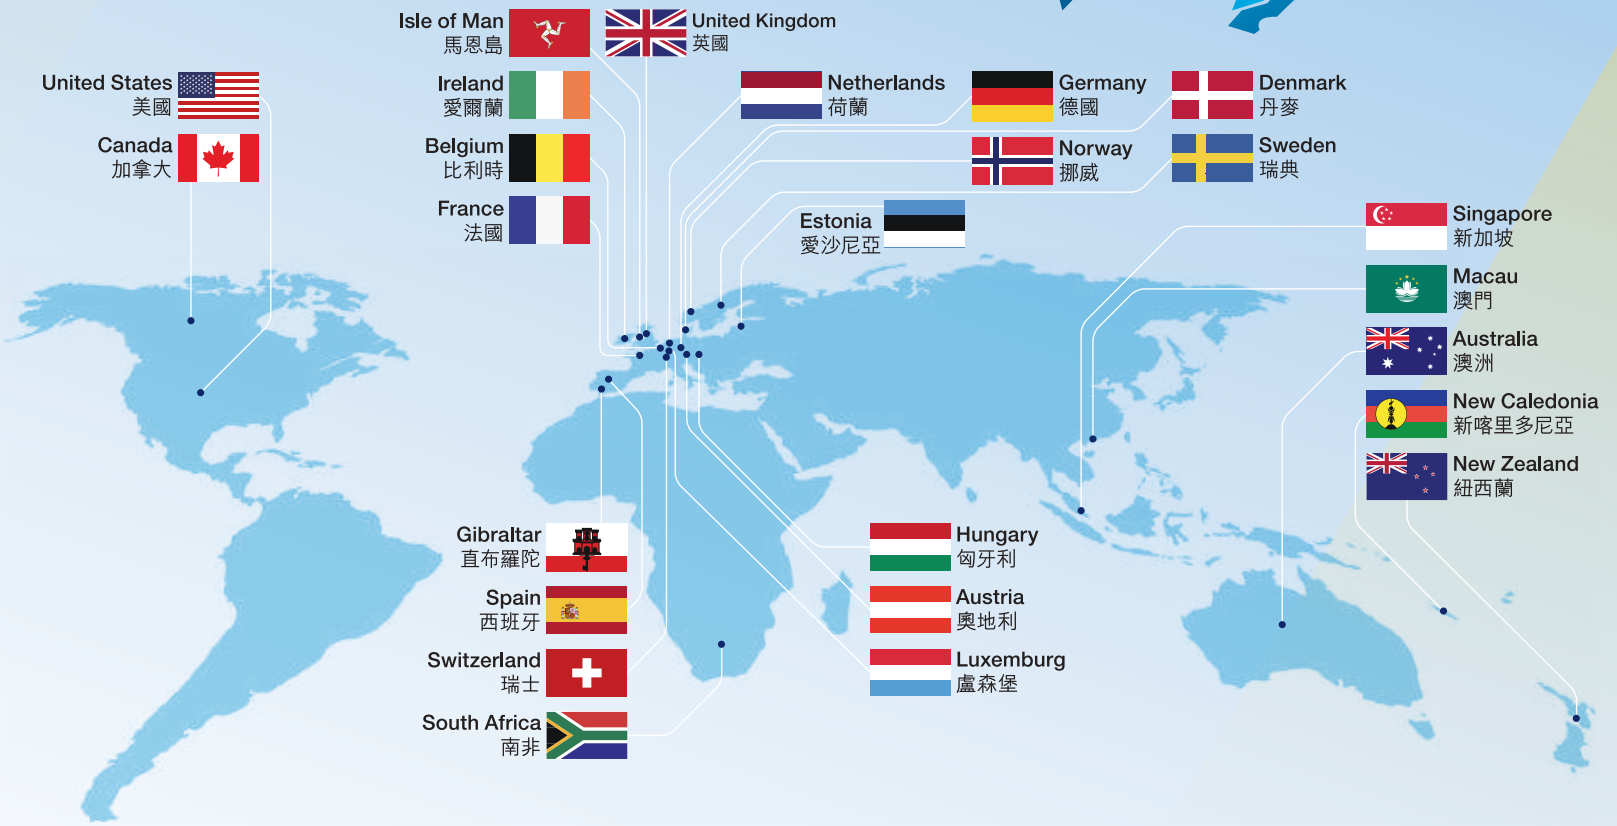 Isle of Man
馬恩島
United Kingdom
英國
United States
美國
Ireland
愛爾蘭
Netherlands
荷蘭
Germany
德國
Denmark
丹麥
Canada
加拿大
Belgium
比利時
Norway
挪威
Sweden
瑞典
France
法國
Estonia
愛沙尼亞
Singapore
新加坡
Macau
澳門
Australia
澳洲
New Caledonia
新喀里多尼亞
New Zealand
紐西蘭
Gibraltar
直布羅陀
Hungary
匈牙利
Spain
西班牙
Austria
奧地利
Switzerland
瑞士
Luxemburg
盧森堡
South Africa
南非